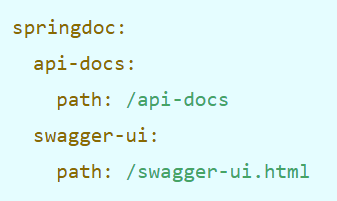 springdoc:
  api-docs:
    path: /api-docs
  swagger-ui:
    path: /swagger-ui.html